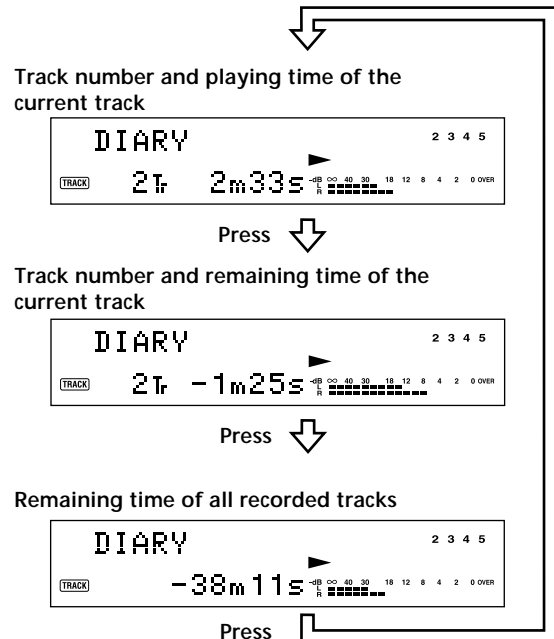 Track number and playing time of the
current track
DIARY 2 3 4 5
TRACK 2Tr 2m33s -dB ∞ 40 30 18 12 8 4 2 0 OVER
L
R
Press
Track number and remaining time of the
current track
DIARY 2 3 4 5
TRACK 2Tr -1m25s -dB ∞ 40 30 18 12 8 4 2 0 OVER
L
R
Press
Remaining time of all recorded tracks
DIARY 2 3 4 5
TRACK -38m11s -dB ∞ 40 30 18 12 8 4 2 0 OVER
L
R
Press